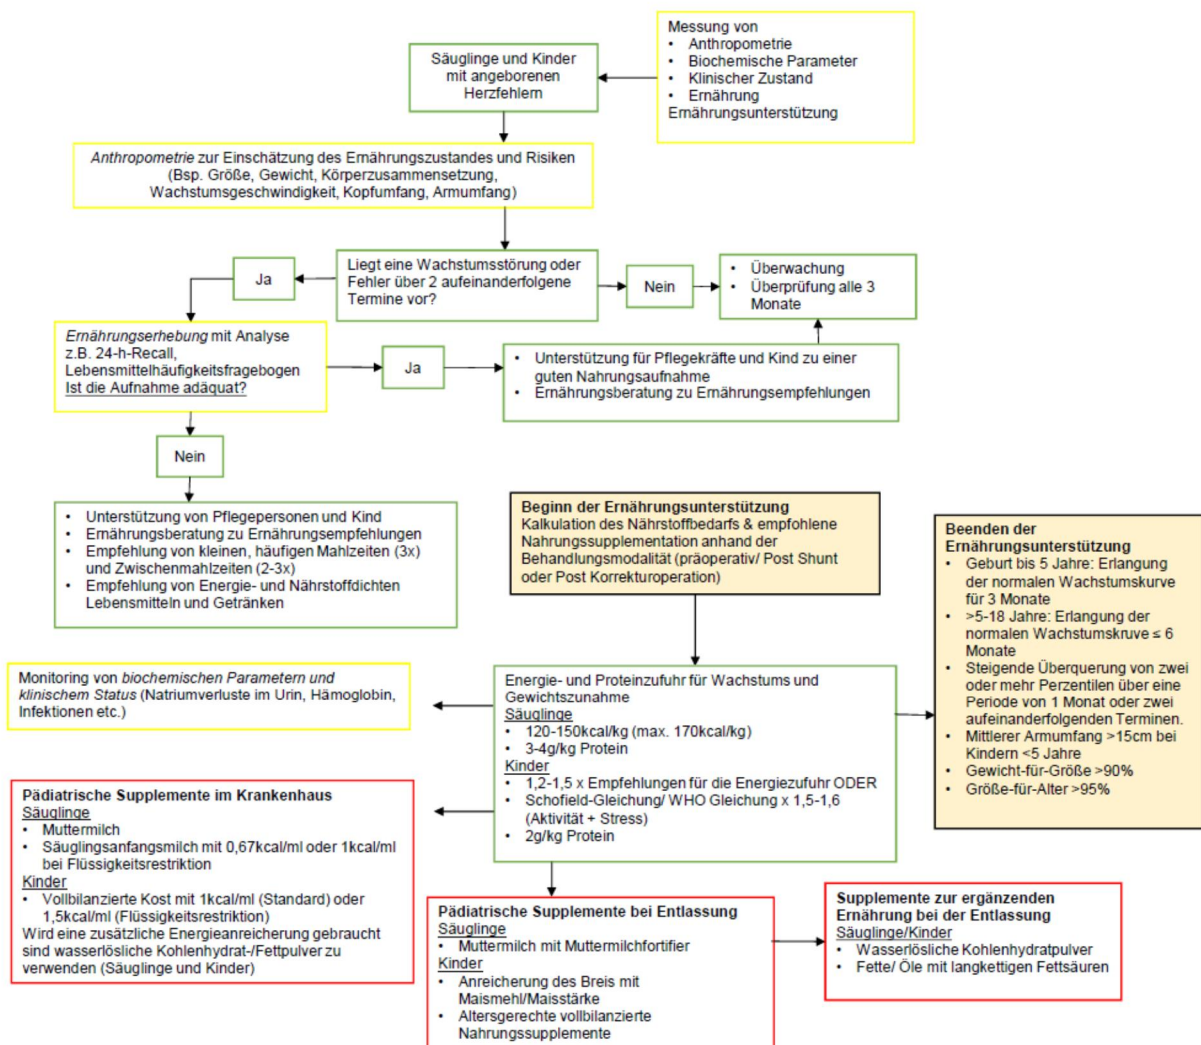 Messung von
• Anthropometrie
• Biochemische Parameter
• Klinischer Zustand
• Ernährung
Ernährungsunterstützung
Säuglinge und Kinder
mit angeborenen
Herzfehlern
Anthropometrie zur Einschätzung des Ernährungszustandes und Risiken
(Bsp. Größe, Gewicht, Körperzusammensetzung,
Wachstumsgeschwindigkeit, Kopfumfang, Armumfang)
Liegt eine Wachstumsstörung oder
Fehler über 2 aufeinanderfolgene
Termine vor?
Ja
Nein
• Überwachung
• Überprüfung alle 3
Monate
Ernährungserhebung mit Analyse
z.B. 24-h-Recall,
Lebensmittelhäufigkeitsfragebogen
Ist die Aufnahme adäquat?
Ja
• Unterstützung für Pflegekräfte und Kind zu einer
guten Nahrungsaufnahme
• Ernährungsberatung zu Ernährungsempfehlungen
Nein
• Unterstützung von Pflegepersonen und Kind
• Ernährungsberatung zu Ernährungsempfehlungen
• Empfehlung von kleinen, häufigen Mahlzeiten (3x)
und Zwischenmahlzeiten (2-3x)
• Empfehlung von Energie- und Nährstoffdichten
Lebensmitteln und Getränken
Beginn der Ernährungsunterstützung
Kalkulation des Nährstoffbedarfs & empfohlene
Nahrungssupplementation anhand der
Behandlungsmodalität (präoperativ/ Post Shunt
oder Post Korrekturoperation)
Beenden der
Ernährungsunterstützung
• Geburt bis 5 Jahre: Erlangung
der normalen Wachstumskurve
für 3 Monate
• >5-18 Jahre: Erlangung der
normalen Wachstumskruve ≤ 6
Monate
• Steigende Überquerung von zwei
oder mehr Perzentilen über eine
Periode von 1 Monat oder zwei
aufeinanderfolgenden Terminen.
• Mittlerer Armumfang >15cm bei
Kindern <5 Jahre
• Gewicht-für-Größe >90%
• Größe-für-Alter >95%
Monitoring von biochemischen Parametern und
klinischem Status (Natriumverluste im Urin, Hämoglobin,
Infektionen etc.)
Energie- und Proteinzufuhr für Wachstums und
Gewichtszunahme
Säuglinge
• 120-150kcal/kg (max. 170kcal/kg)
• 3-4g/kg Protein
Kinder
• 1,2-1,5 x Empfehlungen für die Energiezufuhr ODER
• Schofield-Gleichung/ WHO Gleichung x 1,5-1,6
(Aktivität + Stress)
• 2g/kg Protein
Pädiatrische Supplemente im Krankenhaus
Säuglinge
• Muttermilch
• Säuglingsanfangsmilch mit 0,67kcal/ml oder 1kcal/ml
bei Flüssigkeitsrestriktion
Kinder
• Vollbilanzierte Kost mit 1kcal/ml (Standard) oder
1,5kcal/ml (Flüssigkeitsrestriktion)
Wird eine zusätzliche Energieanreicherung gebraucht
sind wasserlösliche Kohlenhydrat-/Fettpulver zu
verwenden (Säuglinge und Kinder)
Pädiatrische Supplemente bei Entlassung
Säuglinge
• Muttermilch mit Muttermilchfortifier
Kinder
• Anreicherung des Breis mit
Maismehl/Maisstärke
• Altersgerechte vollbilanzierte
Nahrungssupplemente
Supplemente zur ergänzenden
Ernährung bei der Entlassung
Säuglinge/Kinder
• Wasserlösliche Kohlenhydratpulver
• Fette/ Öle mit langkettigen Fettsäuren